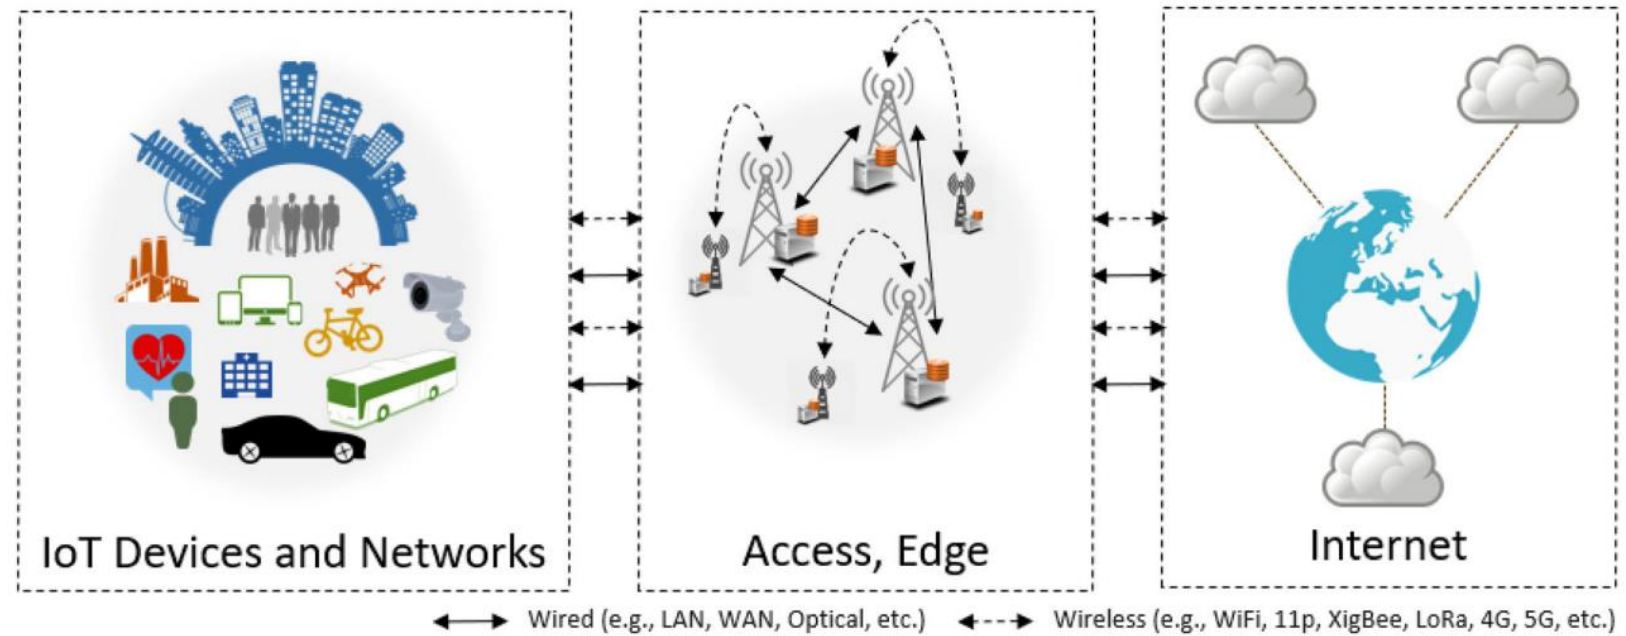 IoT Devices and Networks
Access, Edge
Internet
Wired (e.g., LAN, WAN, Optical, etc.)
Wireless (e.g., WiFi, 11p, XigBee, LoRa, 4G, 5G, etc.)